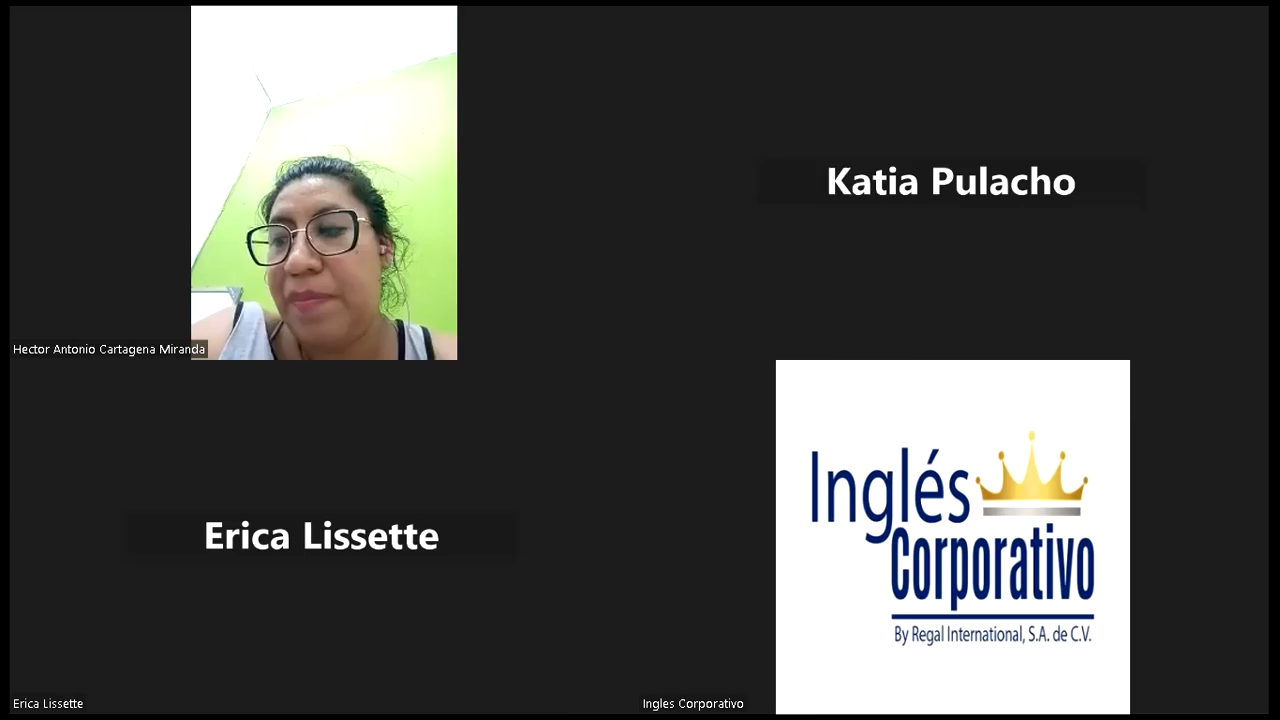 Hector Antonio Cartagena Miranda
Katia Pulacho
Erica Lissette
Erica Lissette
Inglés
Corporativo
By Regal International, S.A. de C.V.
Ingles Corporativo